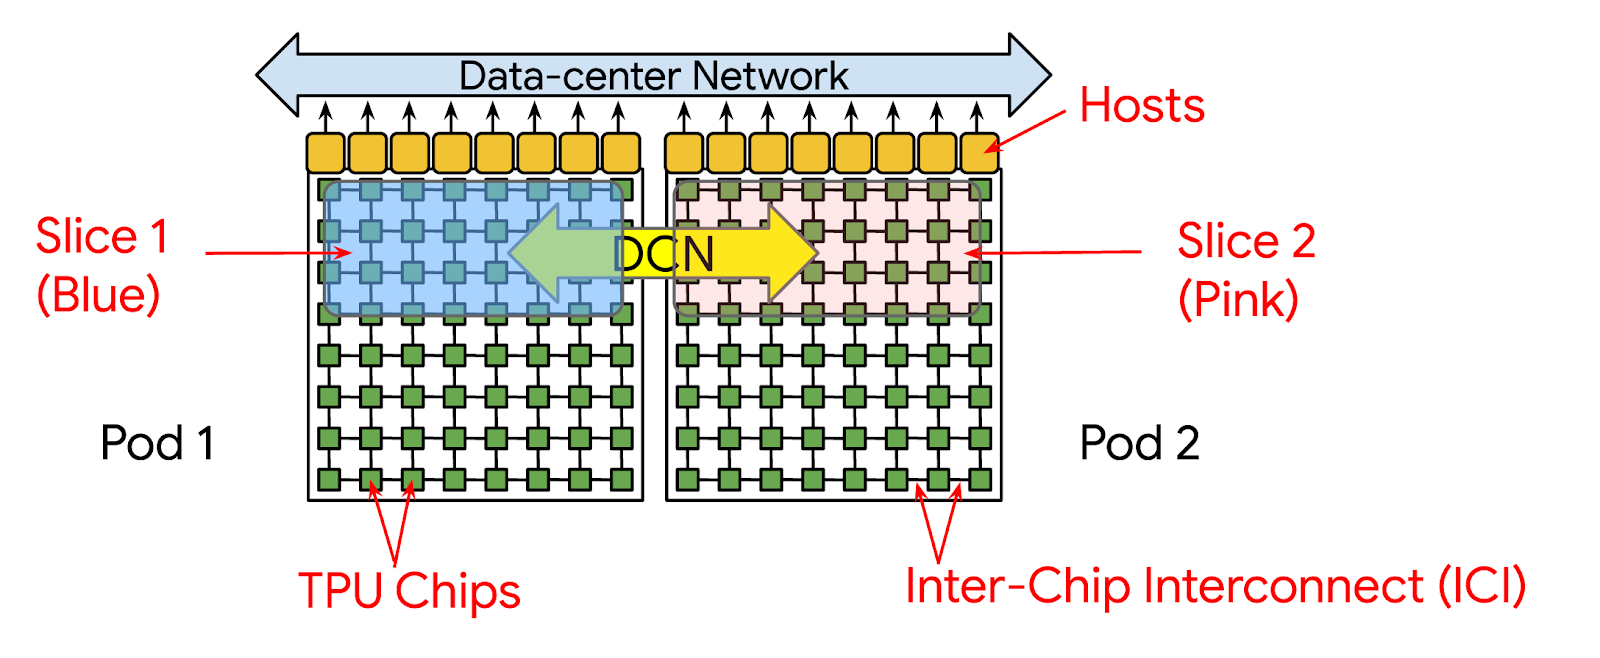 Data-center Network
Hosts
Slice 1
(Blue)
DCN
Slice 2
(Pink)
Pod 1
Pod 2
TPU Chips
Inter-Chip Interconnect (ICI)